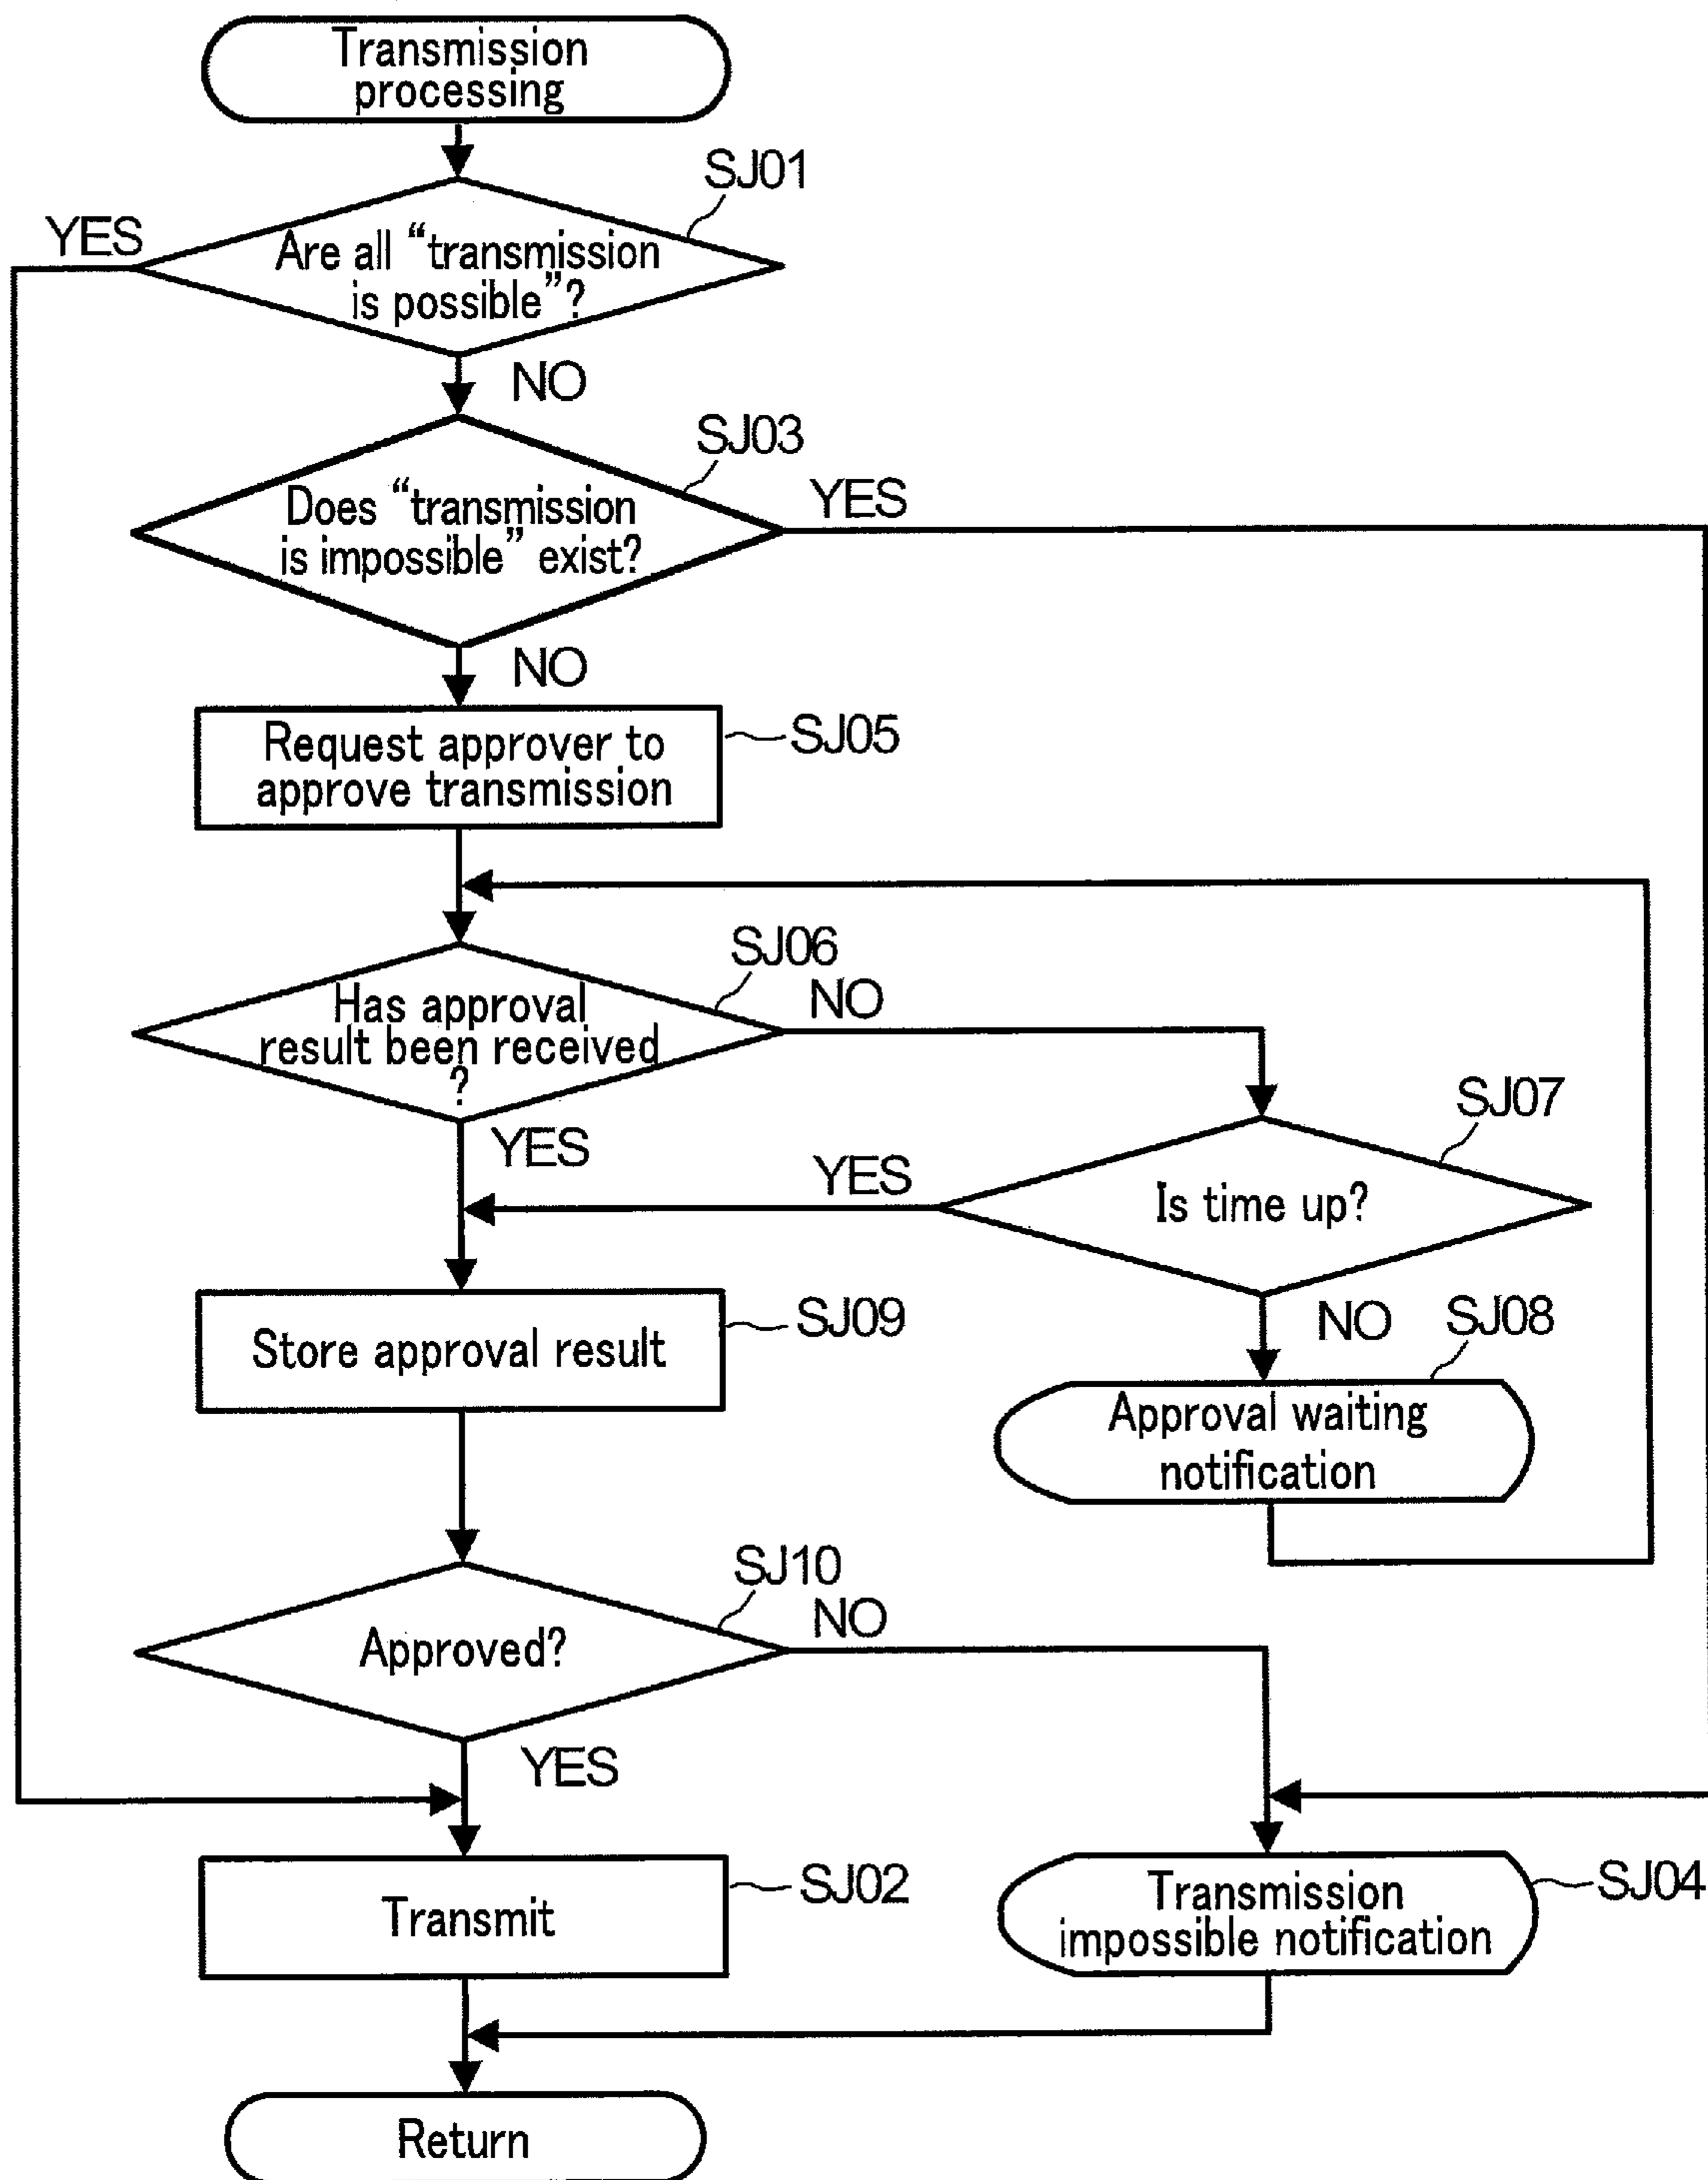 Transmission
processing
SJ01
YES
Are all “transmission
is possible”?
NO
SJ03
YES
Does “transmission
is impossible” exist?
NO
Request approver to
approve transmission
SJ05
SJ06
NO
Has approval
result been received
?
YES
SJ07
YES
Is time up?
NO
SJ08
Store approval result
SJ09
Approval waiting
notification
SJ10
NO
Approved?
YES
Transmit
SJ02
Transmission
impossible notification
SJ04
Return